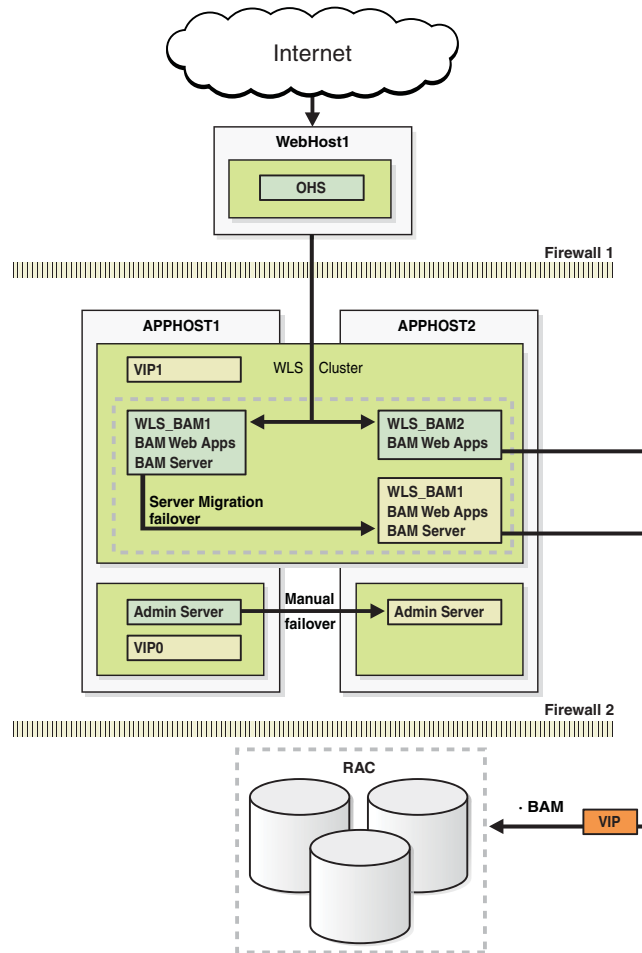 Internet
WebHost1
OHS
Firewall 1
APPHOST1
APPHOST2
VIP1
WLS Cluster
WLS_BAM1
BAM Web Apps
BAM Server
WLS_BAM2
BAM Web Apps
Server Migration
failover
WLS_BAM1
BAM Web Apps
BAM Server
Admin Server
Manual
failover
Admin Server
VIP0
Firewall 2
RAC
· BAM
VIP